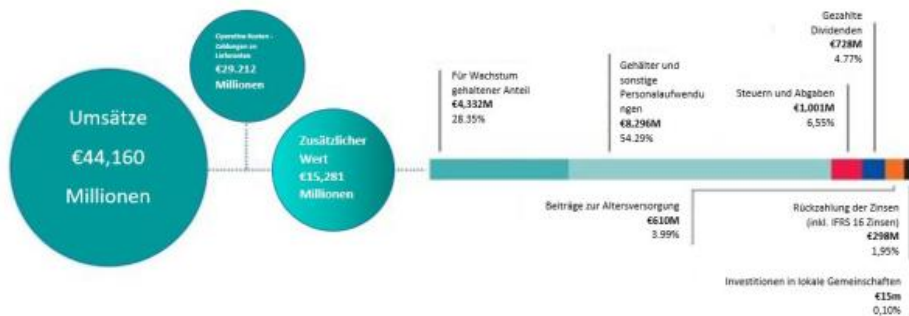 Operative Kosten -
Zahlungen an
Lieferanten
€29.212
Millionen
Umsätze
€44,160
Millionen
Zusätzlicher
Wert
€15,281
Millionen
Für Wachstum
gehaltener Anteil
€4,332M
28.35%
Gehälter und
sonstige
Personalaufwendu
ngen
€8,296M
54.29%
Steuern und Abgaben
€1,001M
6,55%
Gezahlte
Dividenden
€728M
4.77%
Beiträge zur Altersversorgung
€610M
3.99%
Rückzahlung der Zinsen
(inkl. IFRS 16 Zinsen)
€298M
1,95%
Investitionen in lokale Gemeinschaften
€15m
0,10%